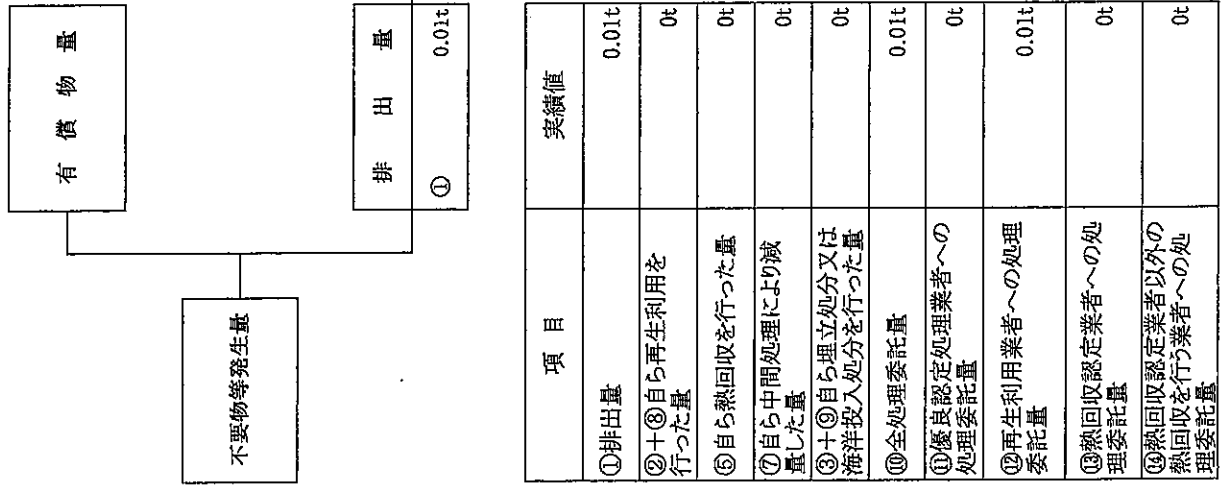 有償物量
不要物等発生量
排出量
① 0.01t
項目 実績値
①排出量 0.01t
②+⑧自ら再生利用を
行った量 0t
⑤自ら熱回収を行った量 0t
⑦自ら中間処理により減
量した量 0t
③+⑨自ら埋立処分又は
海洋投入処分を行った量 0t
⑩全処理委託量 0.01t
⑪優良認定処理業者への
処理委託量 0t
⑫再生利用業者への処理
委託量 0.01t
⑬熱回収認定業者への処
理委託量 0t
⑭熱回収認定業者以外の
熱回収を行う業者への処
理委託量 0t